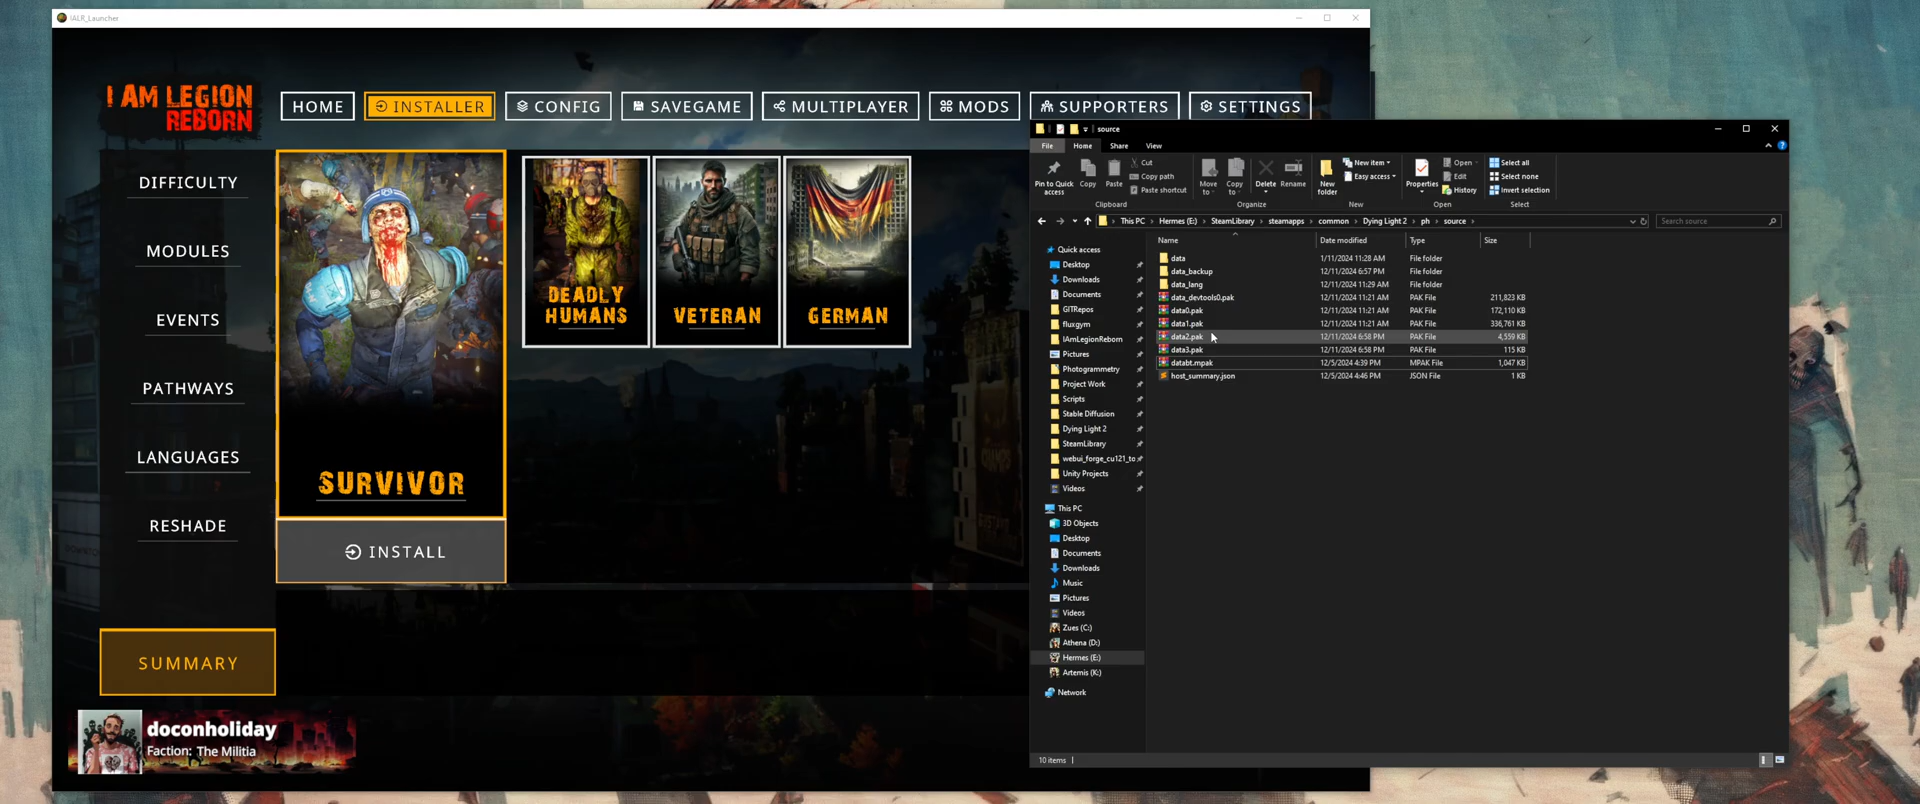 IALR_Launcher
I AM LEGION
REBORN
HOME
INSTALLER
CONFIG
SAVEGAME
MULTIPLAYER
MODS
SUPPORTERS
SETTINGS
DIFFICULTY
MODULES
EVENTS
PATHWAYS
LANGUAGES
RESHADE
SUMMARY
SURVIVOR
INSTALL
DEADLY
HUMANS
VETERAN
GERMAN
doconholiday
Faction: The Militia
source
File Home Share View
Pin to Quick
access
Copy
Paste
Cut
Copy path
Paste shortcut
Clipboard
Move
to
Copy
to
Delete
Rename
Organize
New
folder
New item
Easy access
New
Properties
Open
Edit
History
Open
Select all
Select none
Invert selection
Select
This PC Hermes (E:) SteamLibrary steamapps common Dying Light 2 ph source
Search source
Quick access
Desktop
Downloads
Documents
GITRepos
fluxgym
IAmLegionReborn
Pictures
Photogrammetry
Project Work
Scripts
Stable Diffusion
Dying Light 2
SteamLibrary
webui_forge_cu121_to
Unity Projects
Videos
This PC
3D Objects
Desktop
Documents
Downloads
Music
Pictures
Videos
Zues (C:)
Athena (D:)
Hermes (E:)
Artemis (K:)
Network
Name Date modified Type Size
data 1/11/2024 11:28 AM File folder
data_backup 12/11/2024 6:57 PM File folder
data_lang 12/11/2024 11:29 AM File folder
data_devtools0.pak 12/11/2024 11:21 AM PAK File 211,823 KB
data0.pak 12/11/2024 11:21 AM PAK File 172,110 KB
data1.pak 12/11/2024 11:21 AM PAK File 336,761 KB
data2.pak 12/11/2024 6:58 PM PAK File 4,559 KB
data3.pak 12/11/2024 6:58 PM PAK File 115 KB
databt.mpak 12/5/2024 4:39 PM MPAK File 1,047 KB
host_summary.json 12/5/2024 4:46 PM JSON File 1 KB
10 items